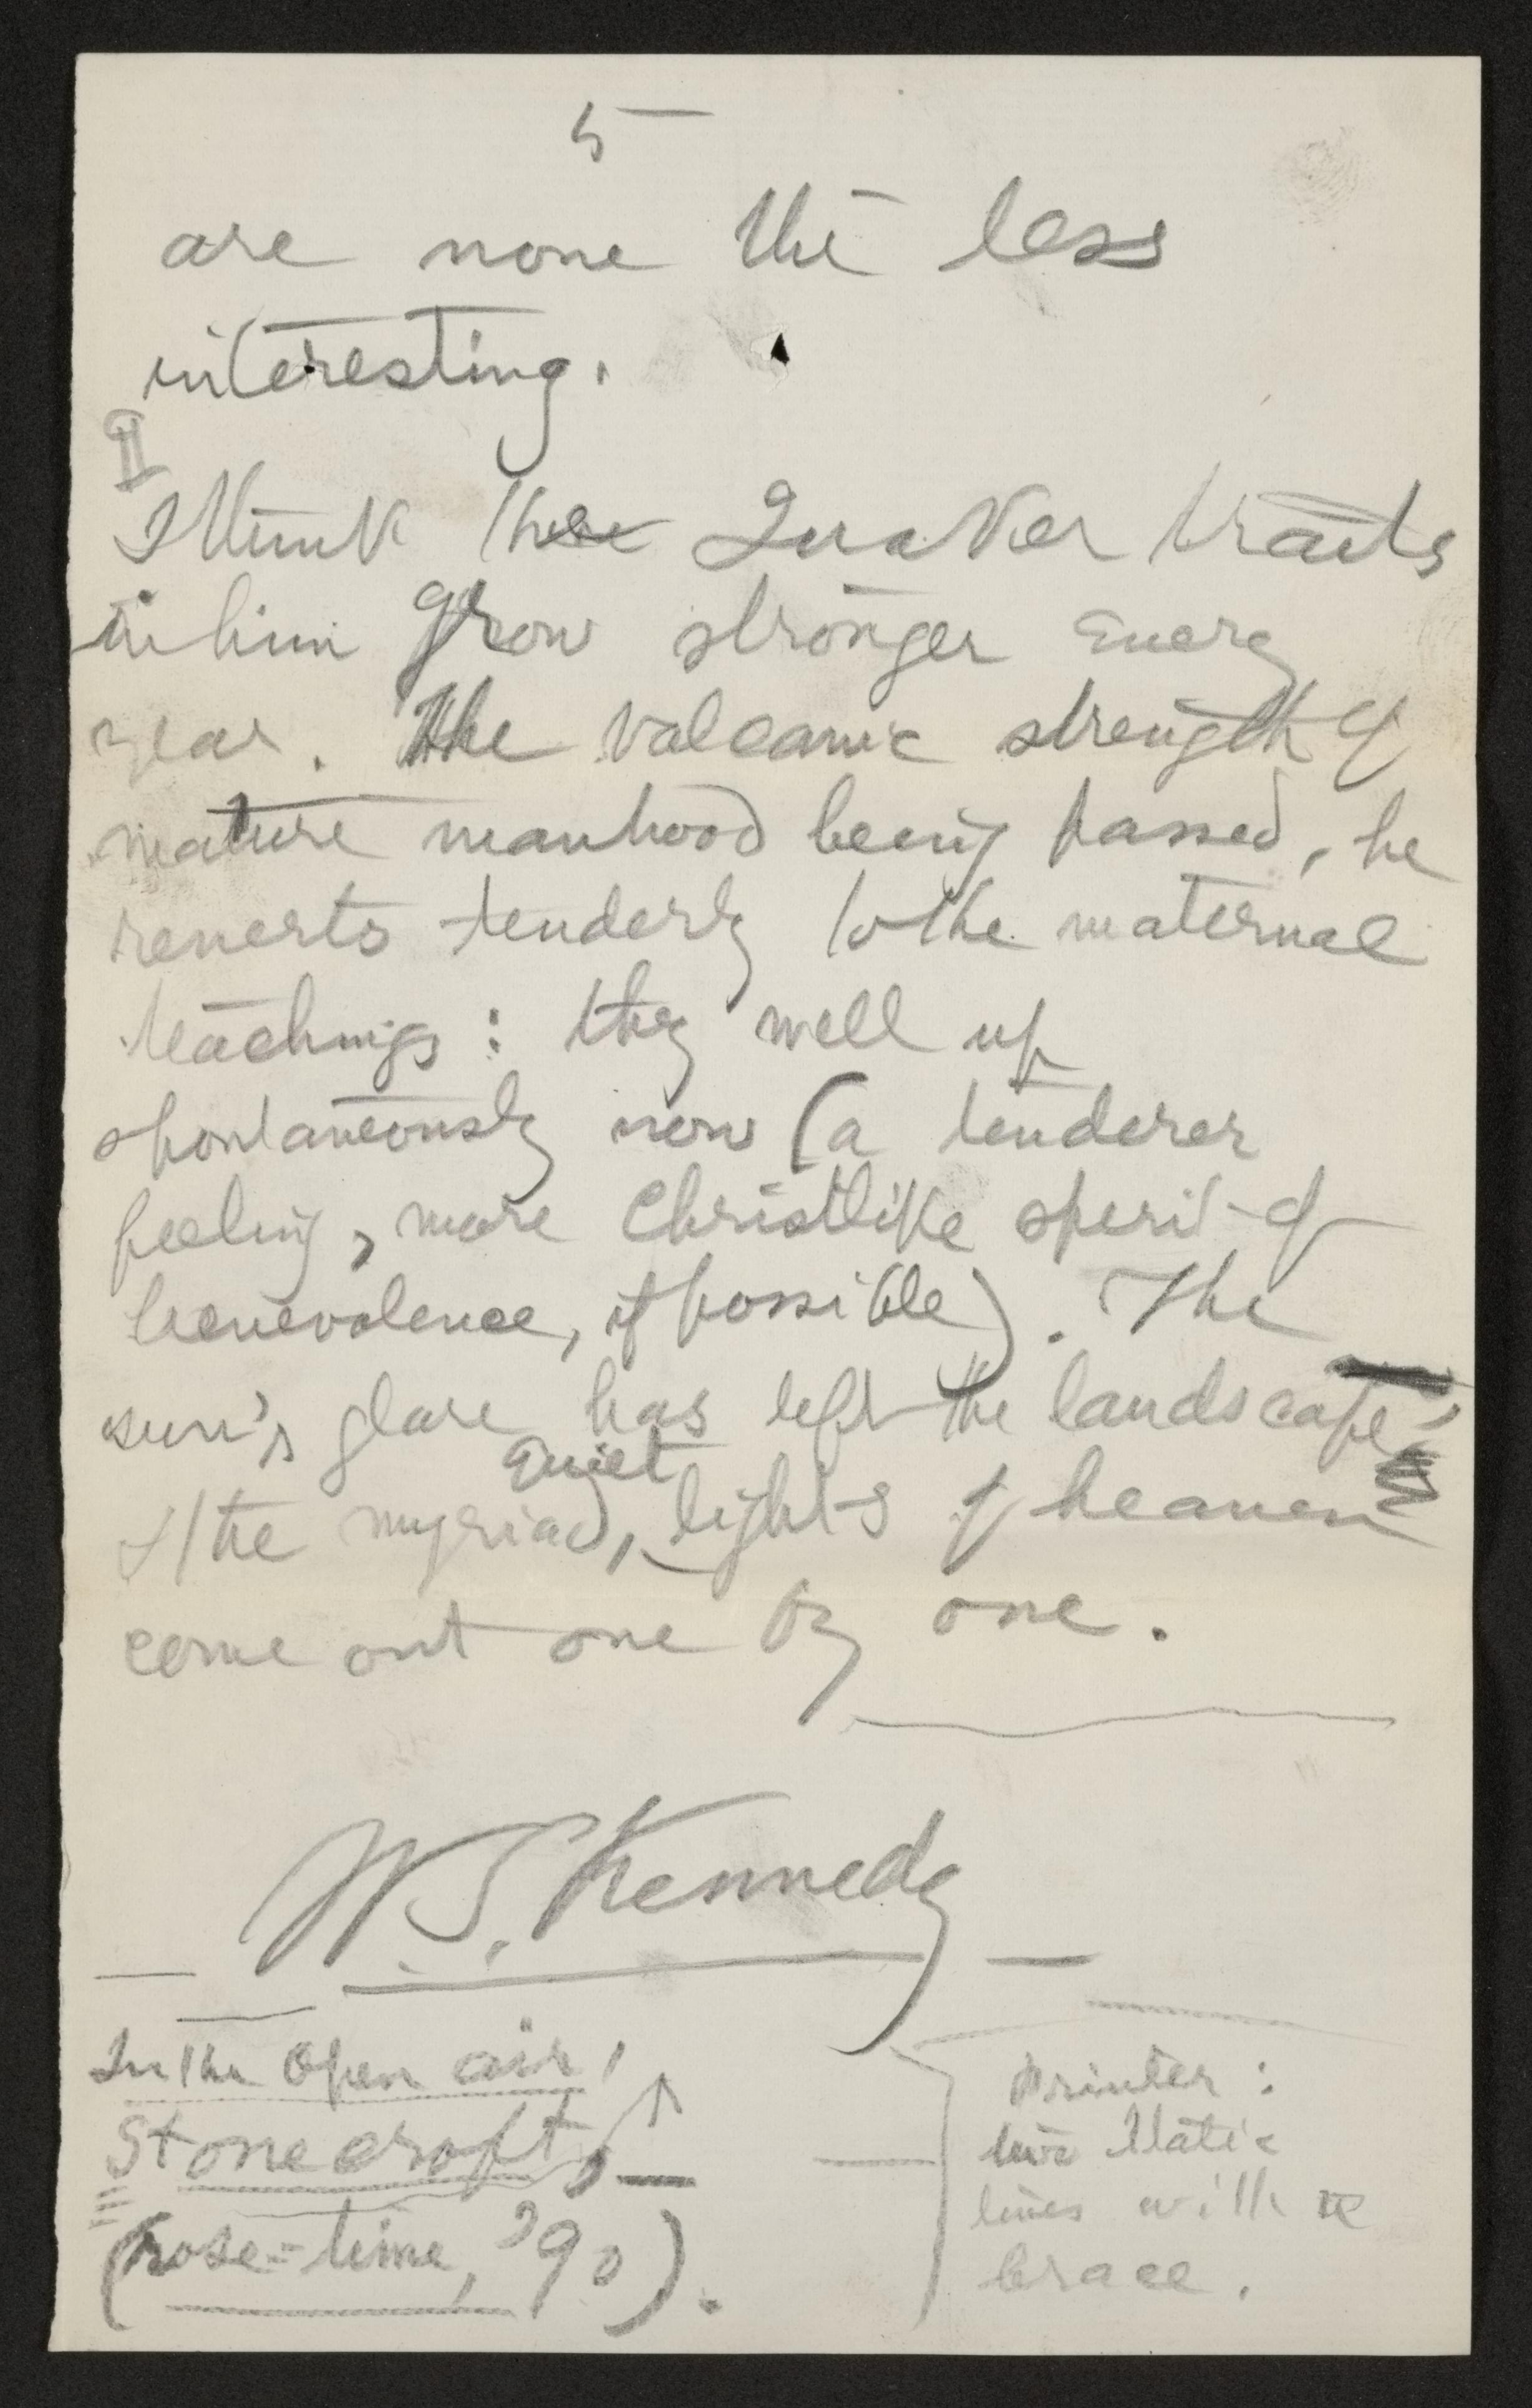 5
are none the less
interesting.
II
I think these Quaker traits
in him grow stronger every
year. The volcanic strength of
mature manhood being passed, he
reverts tenderly to the maternal
teachings: they well up
spontaneously now (a tenderer
feeling, more Christlike spirit of
benevolence, if possible). The
sun's glare has left the landscape,
quiet
& the myriad, lights of heaven
come out one by one.
W. S. Kennedy
In the Open air,
Stonecroft,
(rose-time, '90).
Printer:
two Italic
lines with
brace.